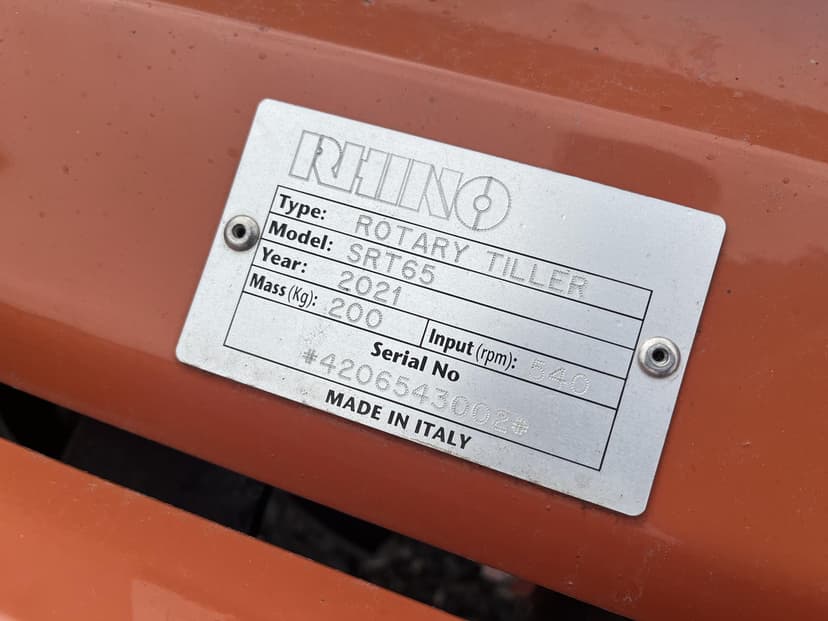 RHINO
Type: ROTARY TILLER
Model: SRT65
Year: 2021
Mass (Kg): 200 Input (rpm): 540
Serial No
#4206543002#
MADE IN ITALY